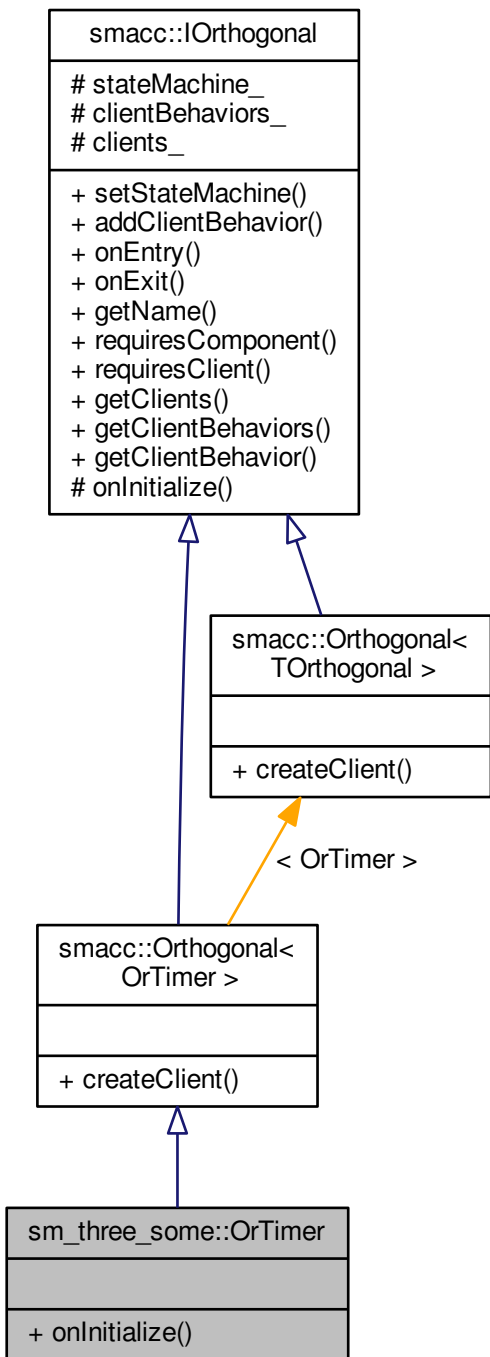 smacc::IOrthogonal
# stateMachine_
# clientBehaviors_
# clients_
+ setStateMachine()
+ addClientBehavior()
+ onEntry()
+ onExit()
+ getName()
+ requiresComponent()
+ requiresClient()
+ getClients()
+ getClientBehaviors()
+ getClientBehavior()
# onInitialize()
smacc::Orthogonal<
TOrthogonal >
+ createClient()
< OrTimer >
smacc::Orthogonal<
OrTimer >
+ createClient()
sm_three_some::OrTimer
+ onInitialize()